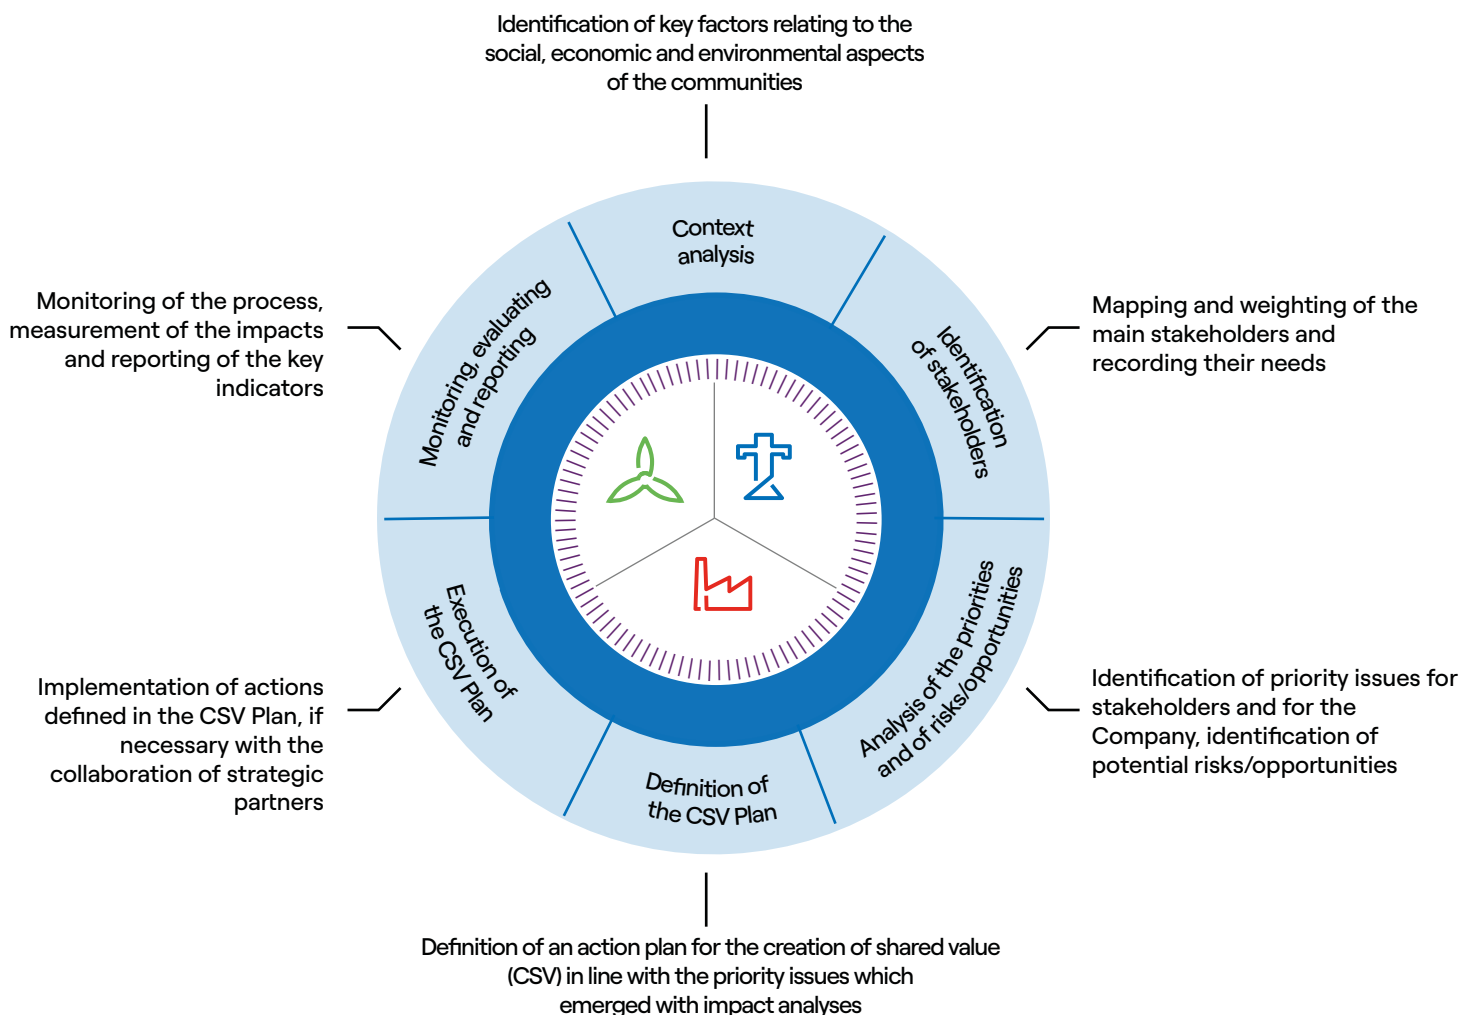 Identification of key factors relating to the
social, economic and environmental aspects
of the communities
Context
analysis
Identification
of stakeholders
Mapping and weighting of the
main stakeholders and
recording their needs
Analysis of the priorities
and of risks/opportunities
Identification of priority issues for
stakeholders and for the
Company, identification of
potential risks/opportunities
Definition of
the CSV Plan
Definition of an action plan for the creation of shared value
(CSV) in line with the priority issues which
emerged with impact analyses
Execution of
the CSV Plan
Implementation of actions
defined in the CSV Plan, if
necessary with the
collaboration of strategic
partners
Monitoring, evaluating
and reporting
Monitoring of the process,
measurement of the impacts
and reporting of the key
indicators